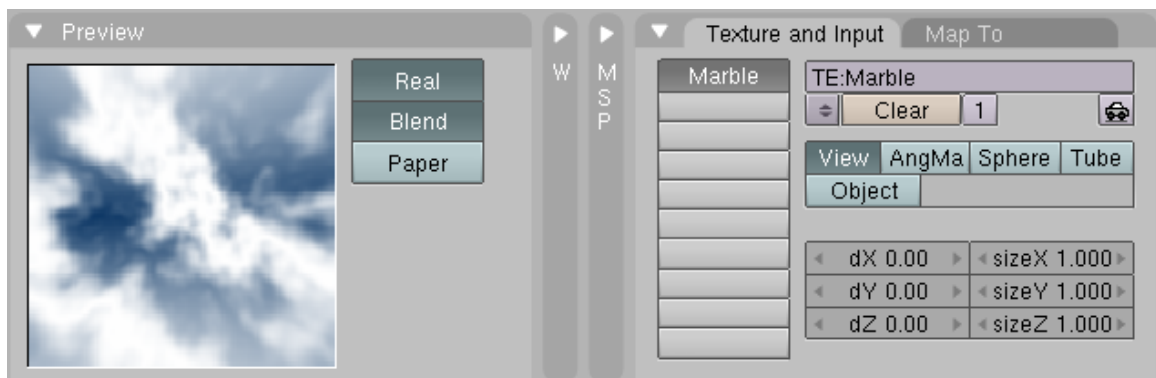 Preview
Real
Blend
Paper
W
M
S
P
Texture and Input Map To
Marble
TE:Marble
Clear 1
View AngMa Sphere Tube
Object
dX 0.00 sizeX 1.000
dY 0.00 sizeY 1.000
dZ 0.00 sizeZ 1.000